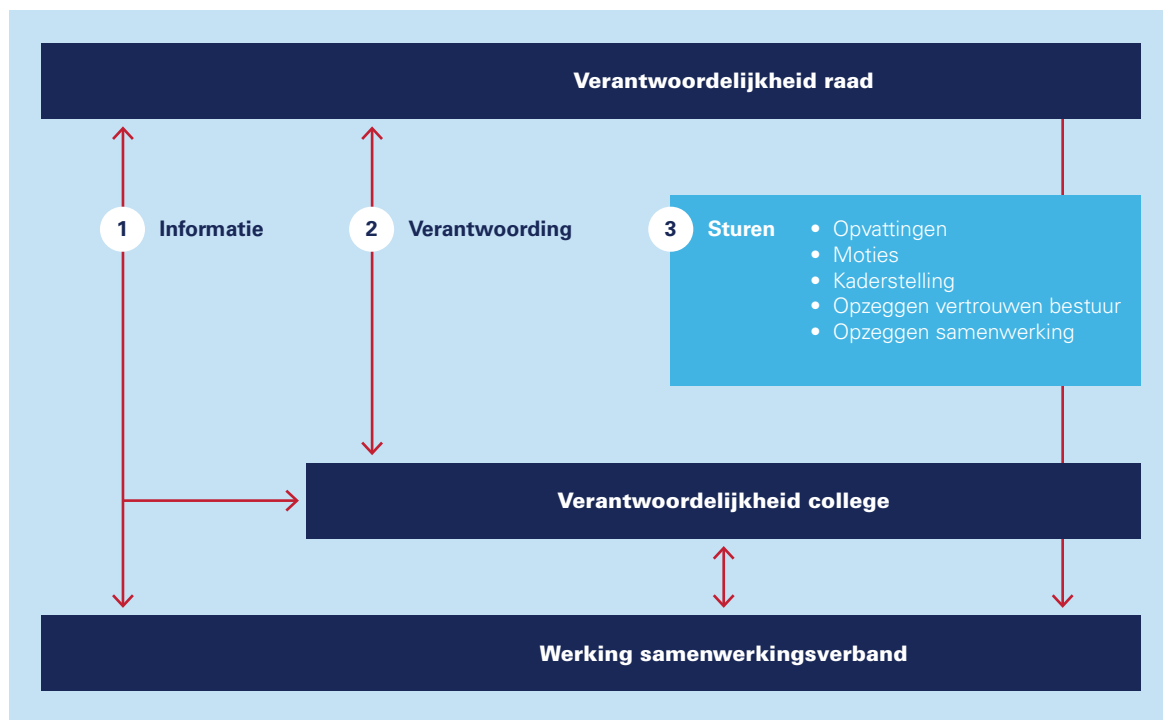 Verantwoordelijkheid raad
1 Informatie
2 Verantwoording
3 Sturen
• Opvattingen
• Moties
• Kaderstelling
• Opzeggen vertrouwen bestuur
• Opzeggen samenwerking
Verantwoordelijkheid college
Werking samenwerkingsverband